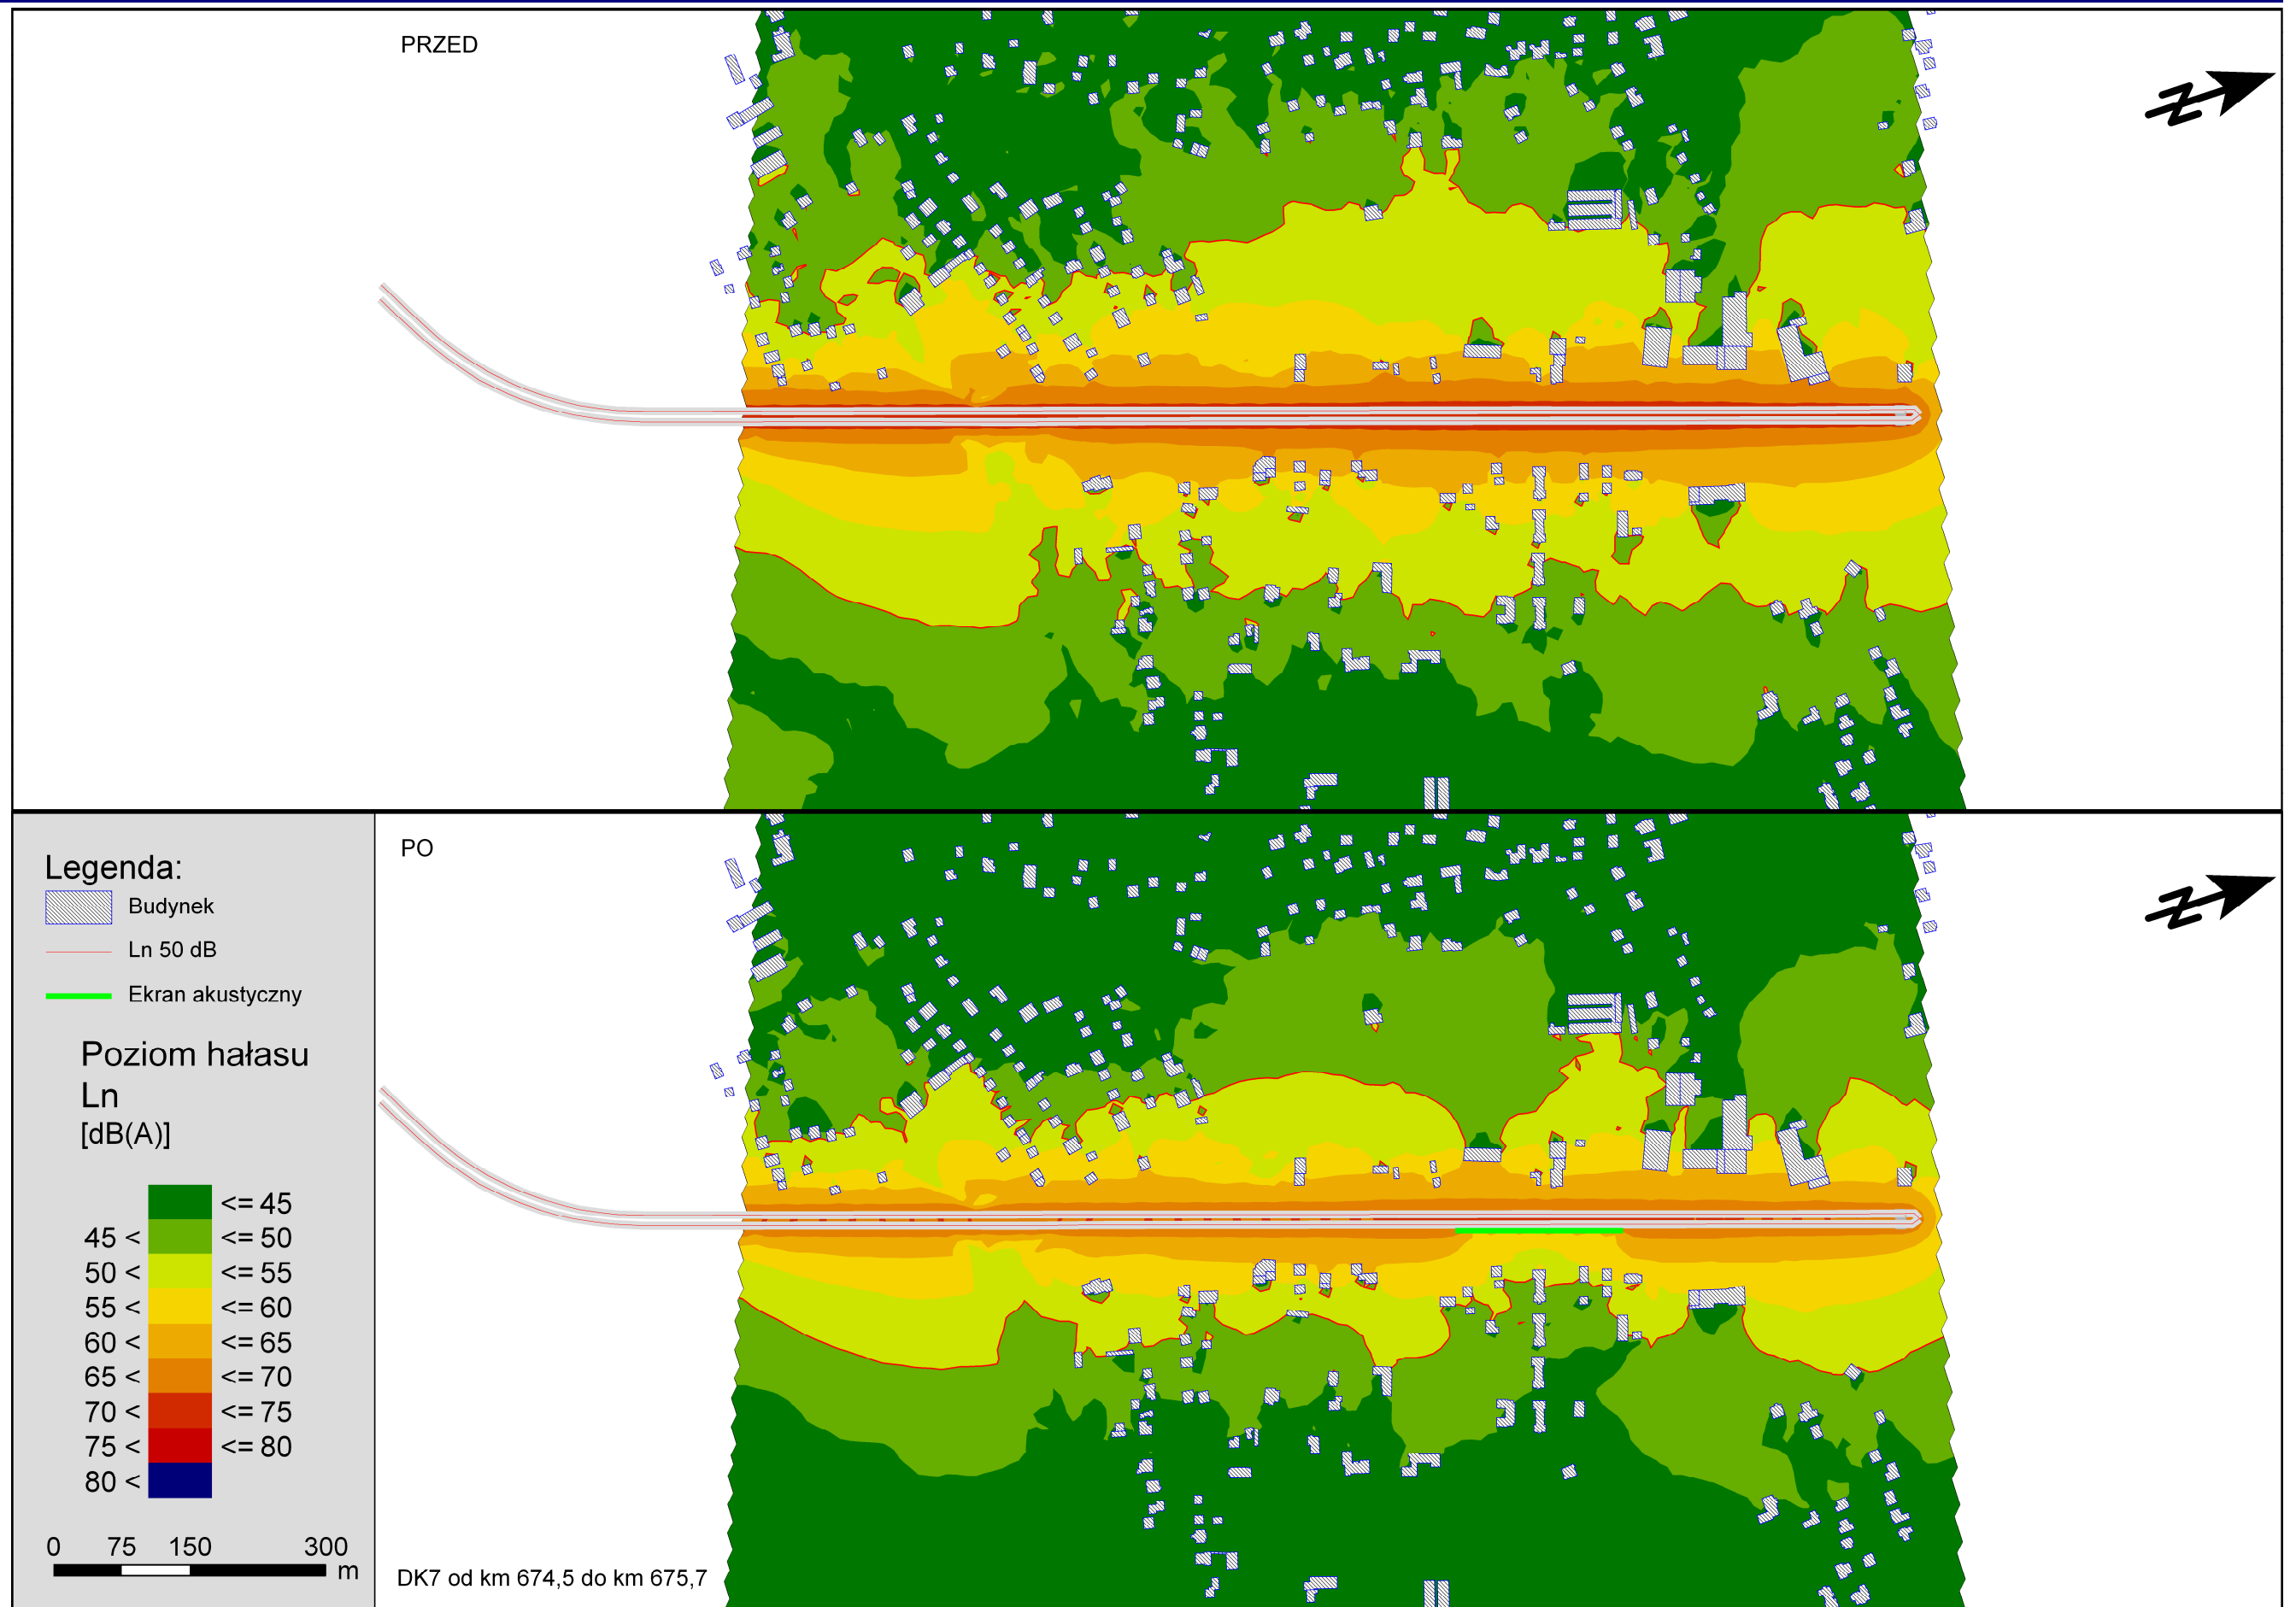 PRZED
Legenda:
Budynek
Ln 50 dB
Ekran akustyczny
Poziom hałasu
Ln
[dB(A)]
<= 45
45 < <= 50
50 < <= 55
55 < <= 60
60 < <= 65
65 < <= 70
70 < <= 75
75 < <= 80
80 <
0 75 150 300
m
PO
DK7 od km 674,5 do km 675,7